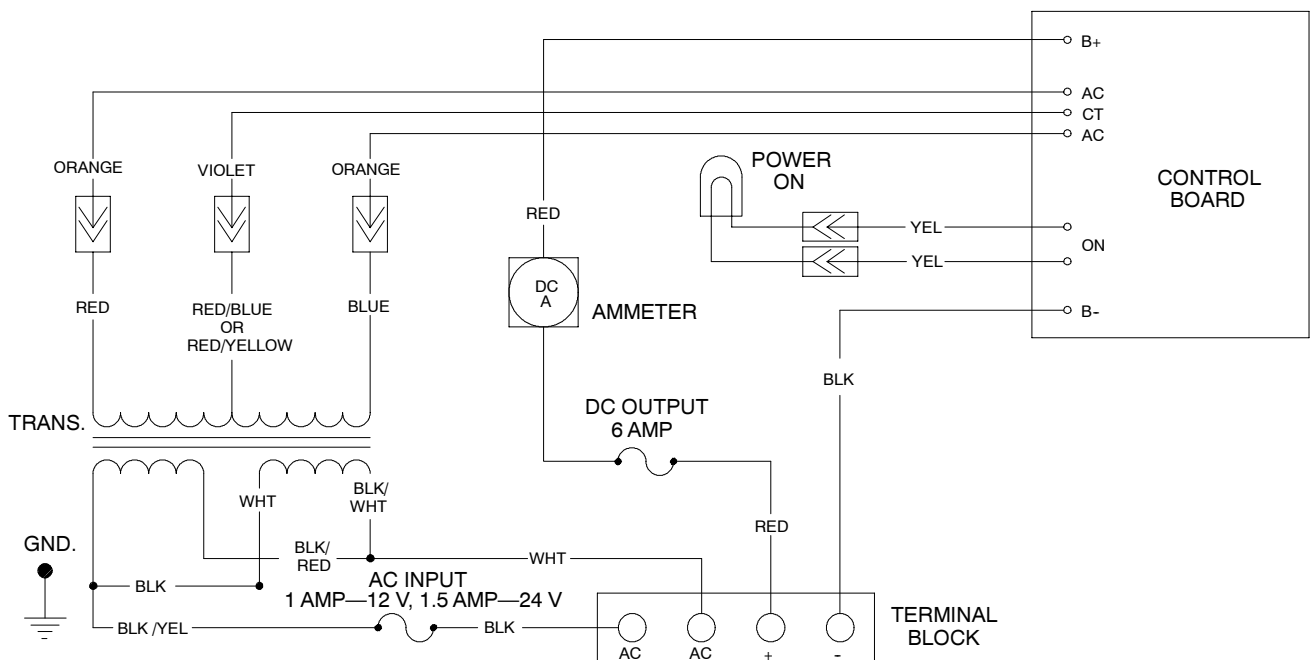 B+
AC
CT
AC
ORANGE
VIOLET
ORANGE
POWER
ON
CONTROL
BOARD
RED
YEL
ON
YEL
DC
A
AMMETER
RED
RED/BLUE
OR
RED/YELLOW
BLUE
B-
BLK
DC OUTPUT
6 AMP
TRANS.
WHT
BLK/
WHT
RED
GND.
BLK/
RED
WHT
BLK
AC INPUT
1 AMP—12 V, 1.5 AMP—24 V
BLK /YEL
BLK
TERMINAL
BLOCK
AC
AC
+
-